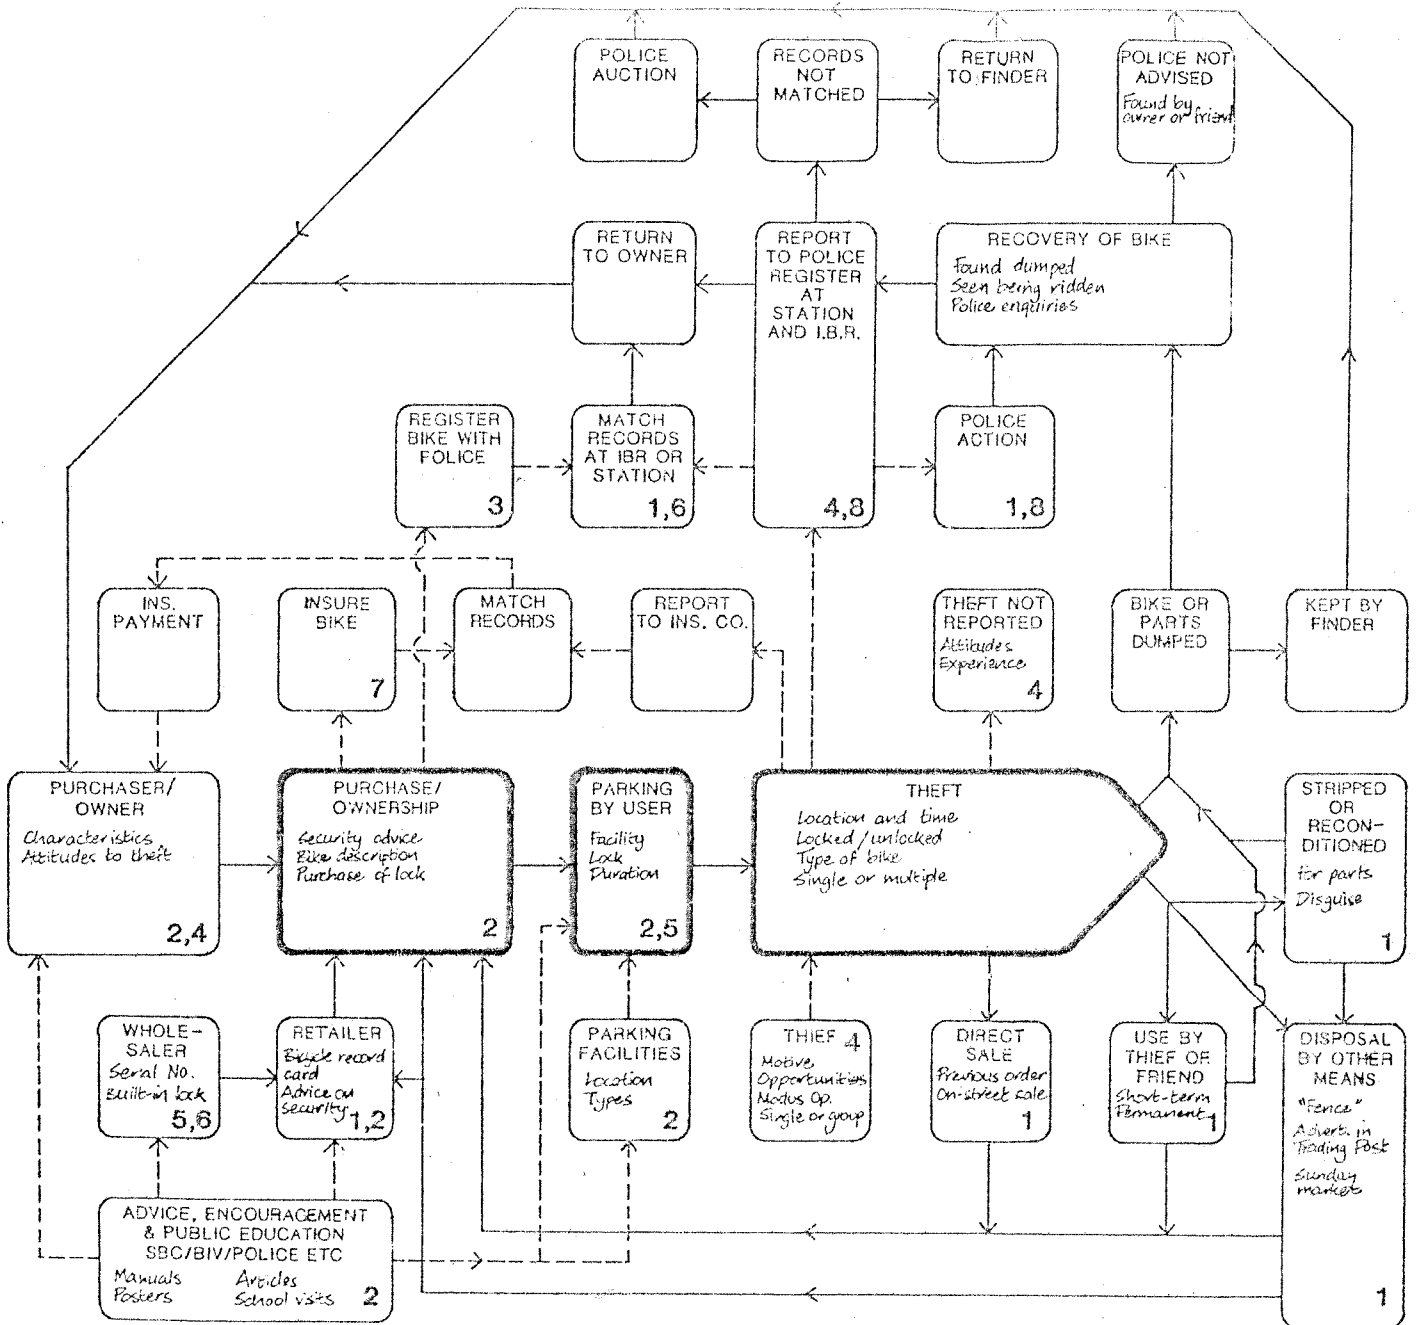 POLICE
AUCTION
RECORDS
NOT
MATCHED
RETURN
TO FINDER
POLICE NOT
ADVISED
Found by
owner or friend
RETURN
TO OWNER
REPORT
TO POLICE
REGISTER
AT
STATION
AND I.B.R.
4,8
RECOVERY OF BIKE
Found dumped
Seen being ridden
Police enquiries
REGISTER
BIKE WITH
POLICE
3
MATCH
RECORDS
AT IBR OR
STATION
1,6
POLICE
ACTION
1,8
INS.
PAYMENT
INSURE
BIKE
7
MATCH
RECORDS
REPORT
TO INS. CO.
THEFT NOT
REPORTED
Attitudes
Experience
4
BIKE OR
PARTS
DUMPED
KEPT BY
FINDER
PURCHASER/
OWNER
Characteristics
Attitudes to theft
2,4
PURCHASE/
OWNERSHIP
Security advice
Bike description
Purchase of lock
2
PARKING
BY USER
Facility
Lock
Duration
2,5
THEFT
Location and time
Locked/unlocked
Type of bike
Single or multiple
STRIPPED
OR
RECON-
DITIONED
for parts
Disguise
1
WHOLE-
SALER
Serial No.
Built-in lock
5,6
RETAILER
Bicycle record
card
Advice on
security
1,2
PARKING
FACILITIES
Location
Types
2
THIEF 4
Motive
Opportunities
Modus Op.
Single or group
DIRECT
SALE
Previous order
On-street sale
1
USE BY
THIEF OR
FRIEND
Short-term
Permanent
1
DISPOSAL
BY OTHER
MEANS
"Fence"
Advert. in
Trading Post
Sunday
market
1
ADVICE, ENCOURAGEMENT
& PUBLIC EDUCATION
SBC/BIV/POLICE ETC
Manuals Articles
Posters School visits 2